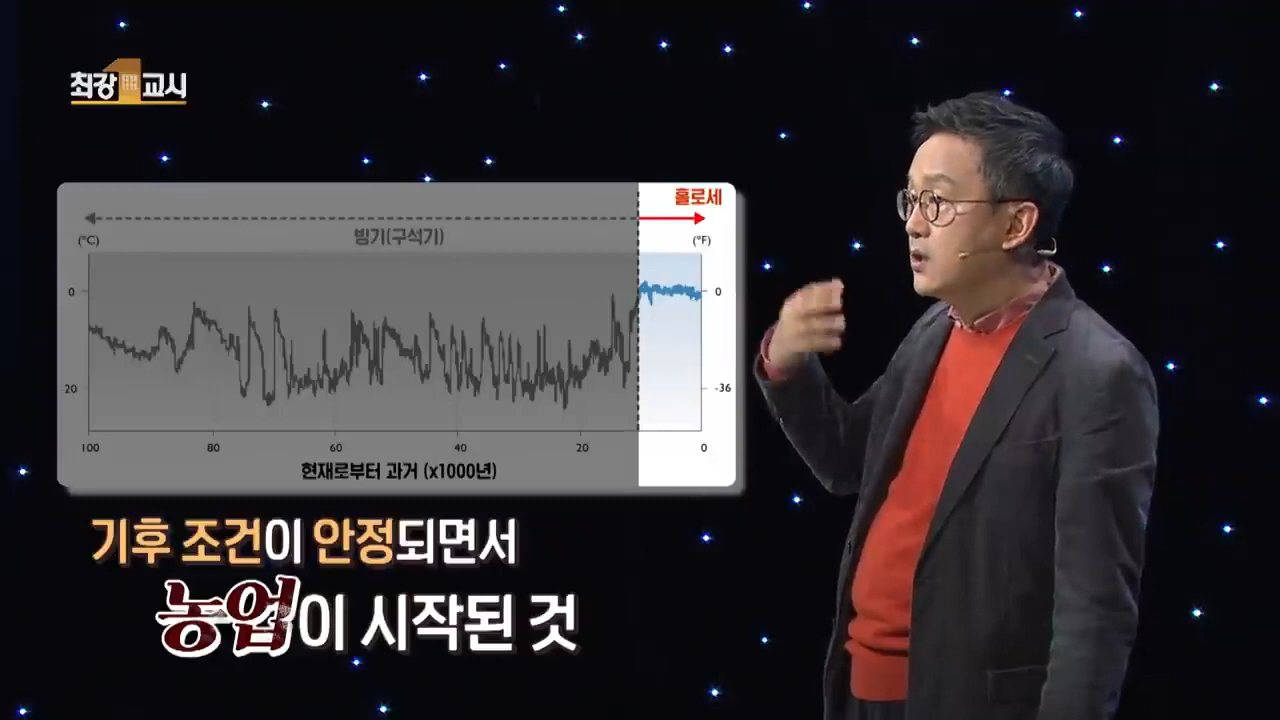 최강1교시
홀로세
빙기(구석기)
(°C)
(°F)
0
0
20
-36
100
80
60
40
20
0
현재로부터 과거 (x1000년)
기후 조건이 안정되면서
농업이 시작된 것